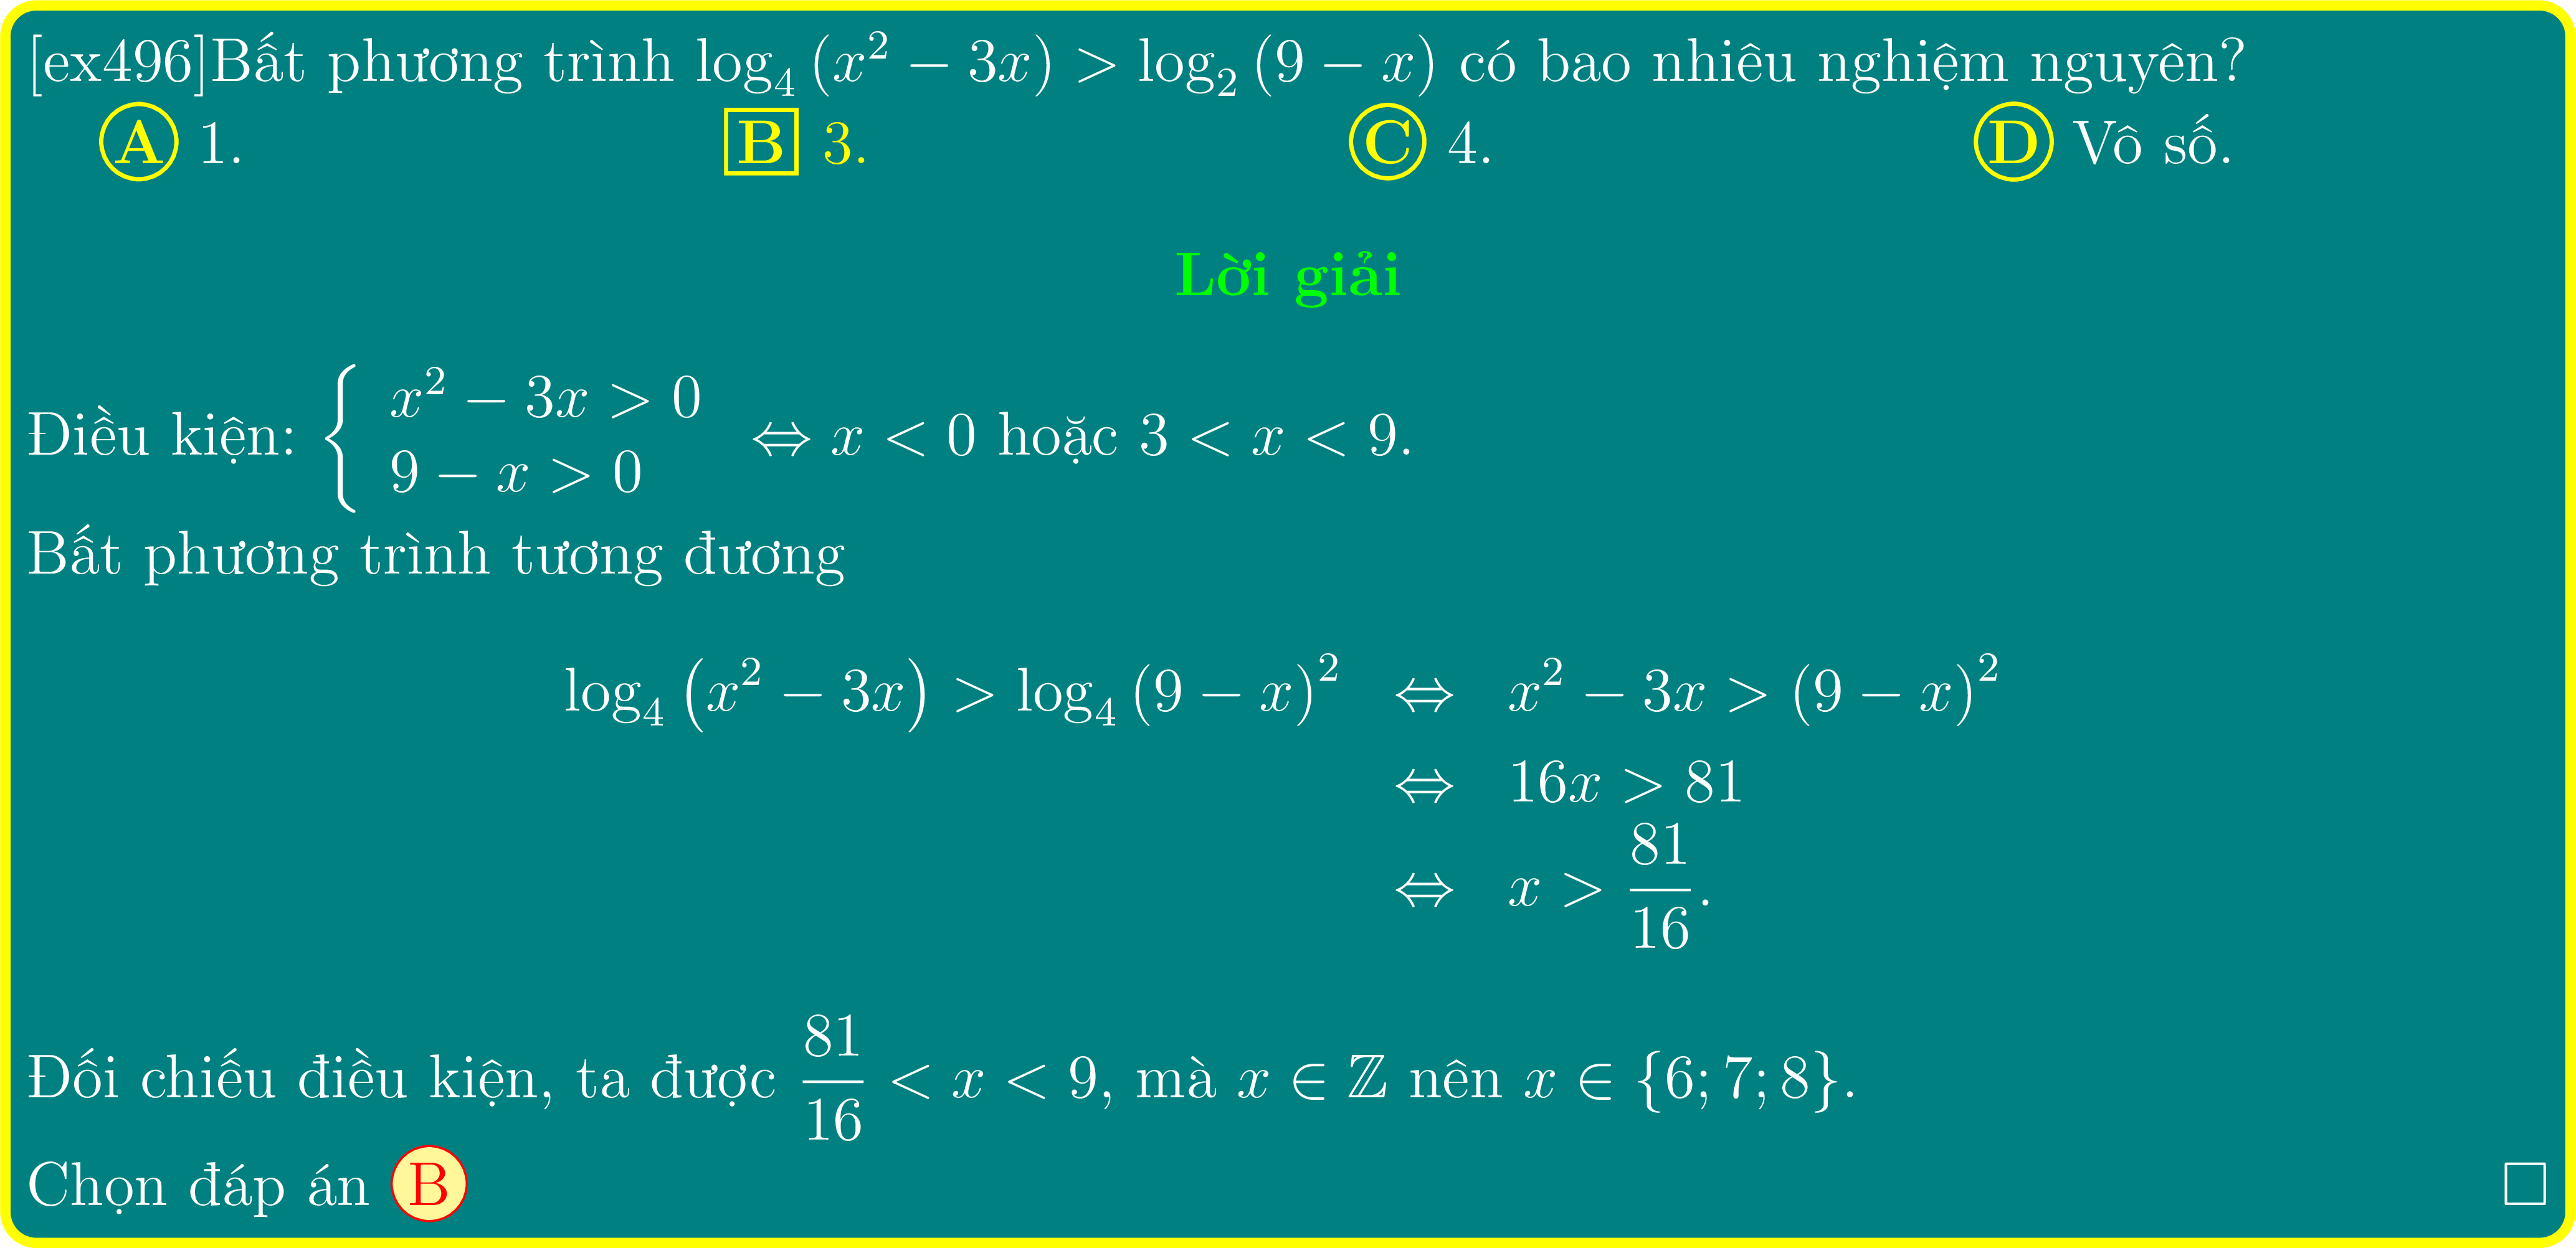 [ex496]Bất phương trình log₄ (x² − 3x) > log₂ (9 − x) có bao nhiêu nghiệm nguyên?
A 1. B 3. C 4. D Vô số.
Lời giải
Điều kiện: { x² − 3x > 0
9 − x > 0 ⇔ x < 0 hoặc 3 < x < 9.
Bất phương trình tương đương
log₄ (x² − 3x) > log₄ (9 − x)² ⇔ x² − 3x > (9 − x)²
⇔ 16x > 81
⇔ x > 81/16.
Đối chiếu điều kiện, ta được 81/16 < x < 9, mà x ∈ ℤ nên x ∈ {6; 7; 8}.
Chọn đáp án B □